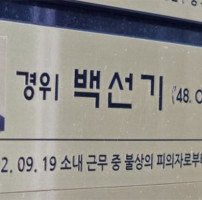 경위 백선기 (48.
2. 09. 19 소내 근무 중 불상의 피의자로부